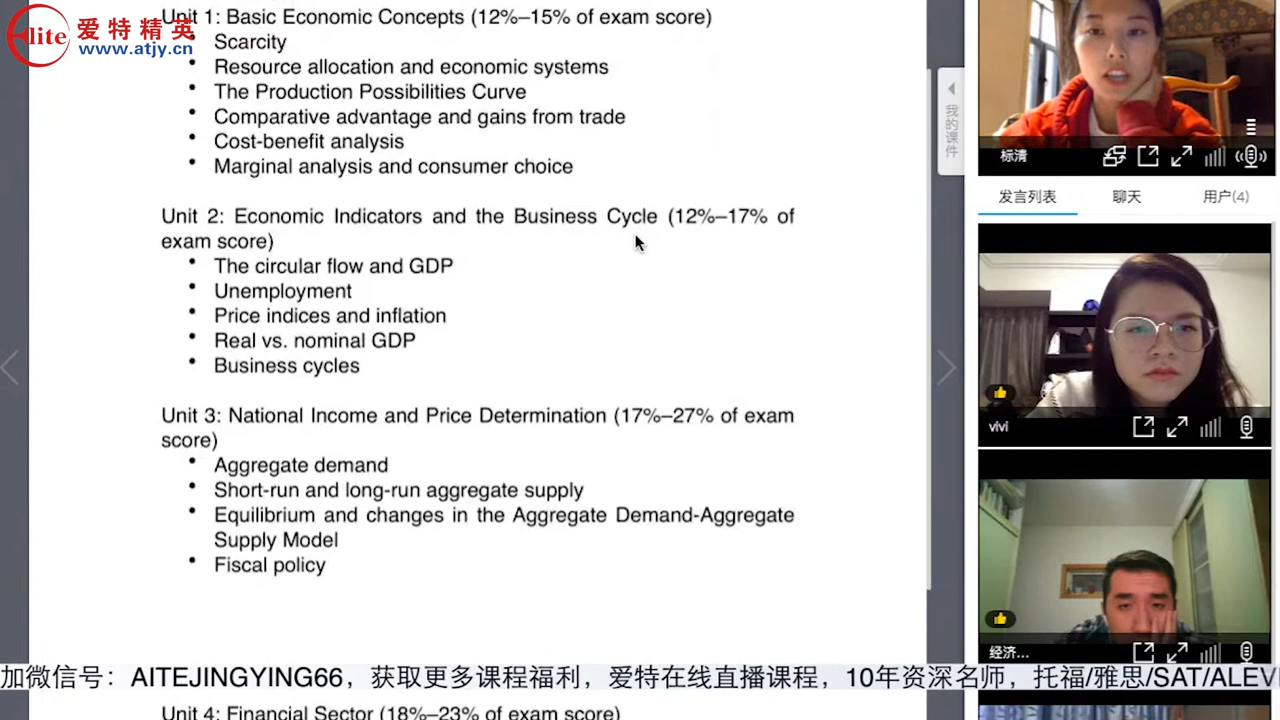 Elite 爱特精英
www.atjy.cn
Unit 1: Basic Economic Concepts (12%–15% of exam score)
• Scarcity
• Resource allocation and economic systems
• The Production Possibilities Curve
• Comparative advantage and gains from trade
• Cost-benefit analysis
• Marginal analysis and consumer choice
Unit 2: Economic Indicators and the Business Cycle (12%–17% of
exam score)
• The circular flow and GDP
• Unemployment
• Price indices and inflation
• Real vs. nominal GDP
• Business cycles
Unit 3: National Income and Price Determination (17%–27% of exam
score)
• Aggregate demand
• Short-run and long-run aggregate supply
• Equilibrium and changes in the Aggregate Demand-Aggregate
Supply Model
• Fiscal policy
Unit 4: Financial Sector (18%–23% of exam score)
我的课件
标清
发言列表 聊天 用户(4)
vivi
经济...
加微信号：AITEJINGYING66，获取更多课程福利，爱特在线直播课程，10年资深名师，托福/雅思/SAT/ALEV